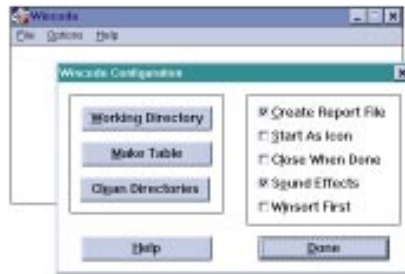 Wincode
File Options Help
Wincode Configuration
Working Directory
Make Table
Clean Directories
Create Report File
Start As Icon
Close When Done
Sound Effects
Winsort First
Help
Done